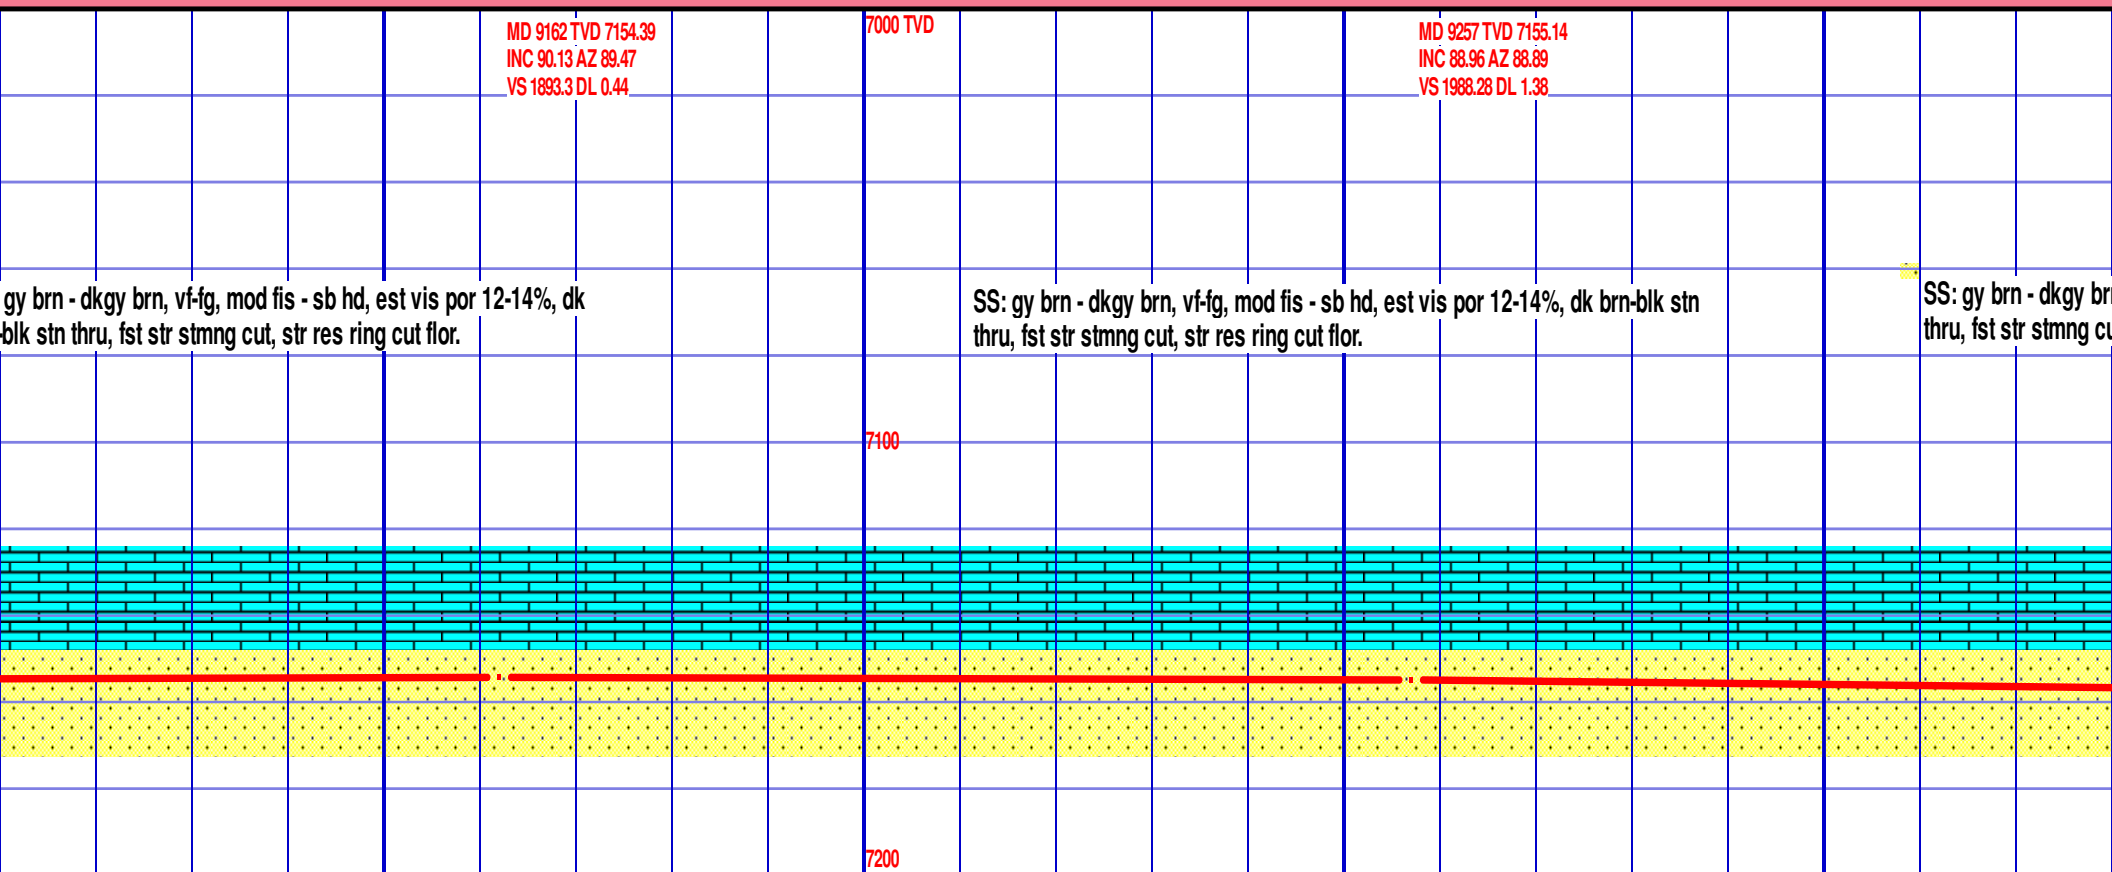 MD 9162 TVD 7154.39
INC 90.13 AZ 89.47
VS 1893.3 DL 0.44
7000 TVD
MD 9257 TVD 7155.14
INC 88.96 AZ 88.89
VS 1988.28 DL 1.38
gy brn - dkgy brn, vf-fg, mod fis - sb hd, est vis por 12-14%, dk
-blk stn thru, fst str stmng cut, str res ring cut flor.
SS: gy brn - dkgy brn, vf-fg, mod fis - sb hd, est vis por 12-14%, dk brn-blk stn
thru, fst str stmng cut, str res ring cut flor.
SS: gy brn - dkgy br
thru, fst str stmng cu
7100
7200